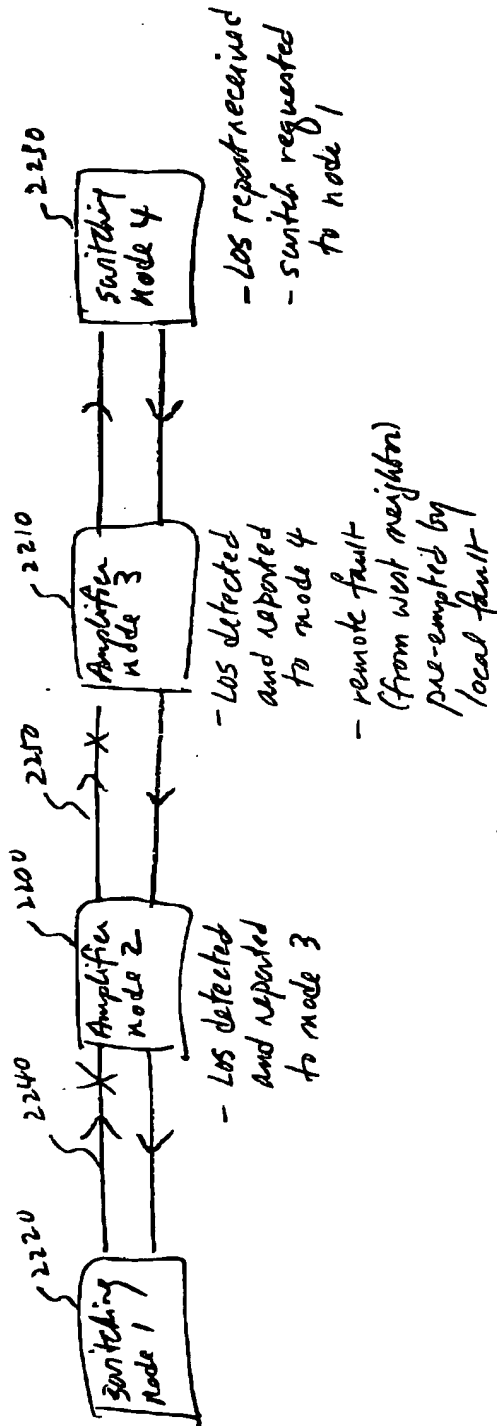 2220
Switching
node 1
2240
2200
Amplifier
node 2
- LOS detected
and reported
to node 3
2250
2210
Amplifier
node 3
- LOS detected
and reported
to node 4
- remote fault
(from west neighbor)
pre-empted by
local fault
2230
switching
node 4
- LOS report received
- switch requested
to node 1